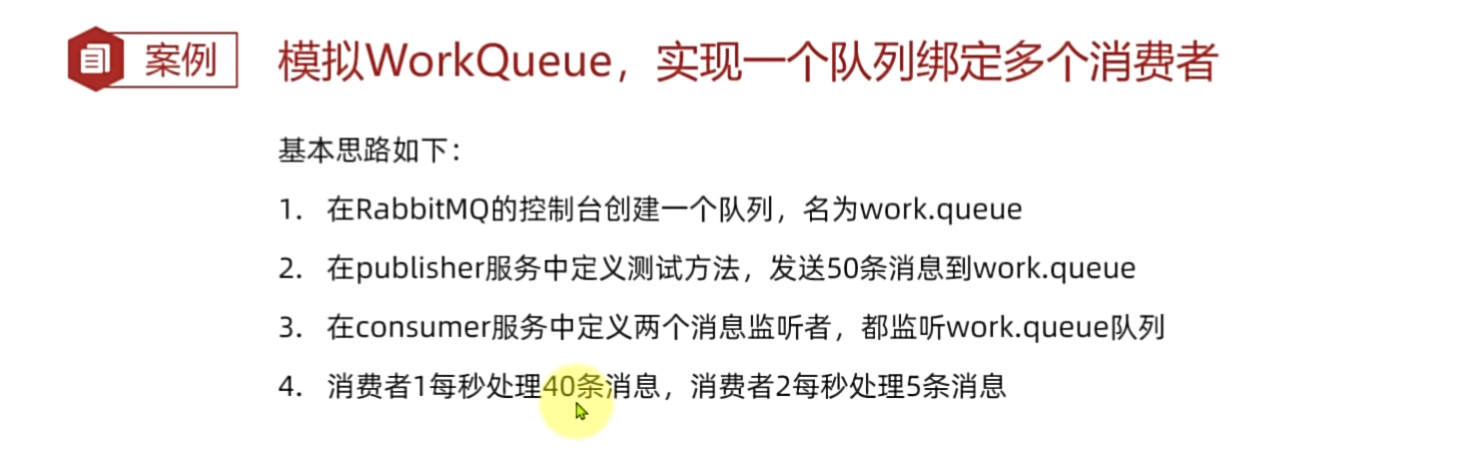 案例
模拟WorkQueue，实现一个队列绑定多个消费者
基本思路如下：
1. 在RabbitMQ的控制台创建一个队列，名为work.queue
2. 在publisher服务中定义测试方法，发送50条消息到work.queue
3. 在consumer服务中定义两个消息监听者，都监听work.queue队列
4. 消费者1每秒处理40条消息，消费者2每秒处理5条消息